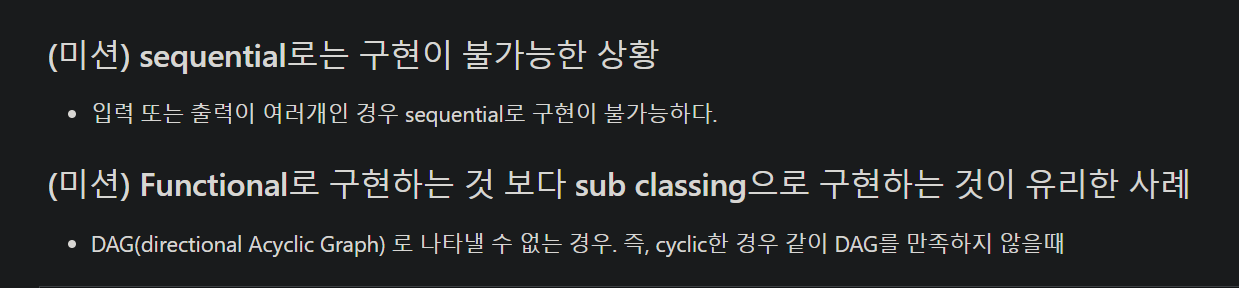 (미션) sequential로는 구현이 불가능한 상황
• 입력 또는 출력이 여러개인 경우 sequential로 구현이 불가능하다.
(미션) Functional로 구현하는 것 보다 sub classing으로 구현하는 것이 유리한 사례
• DAG(directional Acyclic Graph) 로 나타낼 수 없는 경우. 즉, cyclic한 경우 같이 DAG를 만족하지 않을때